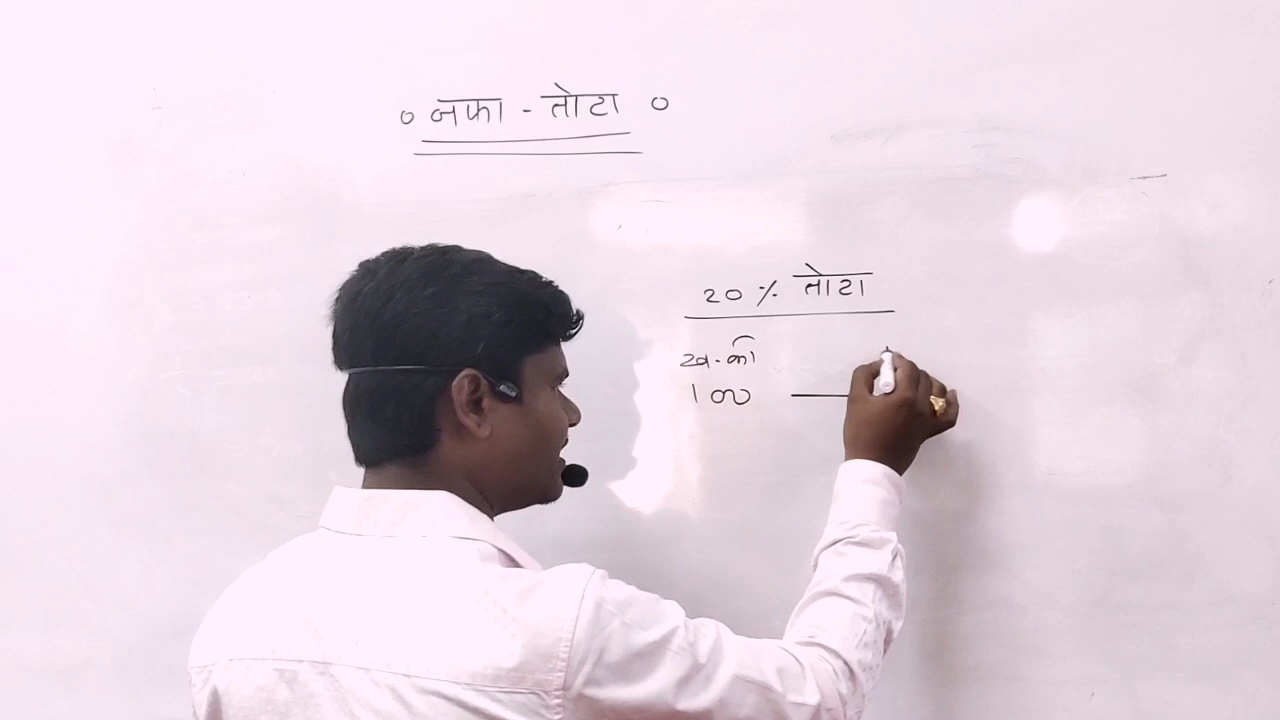 ० नफा - तोटा ०
20 % तोटा
ख. की
100